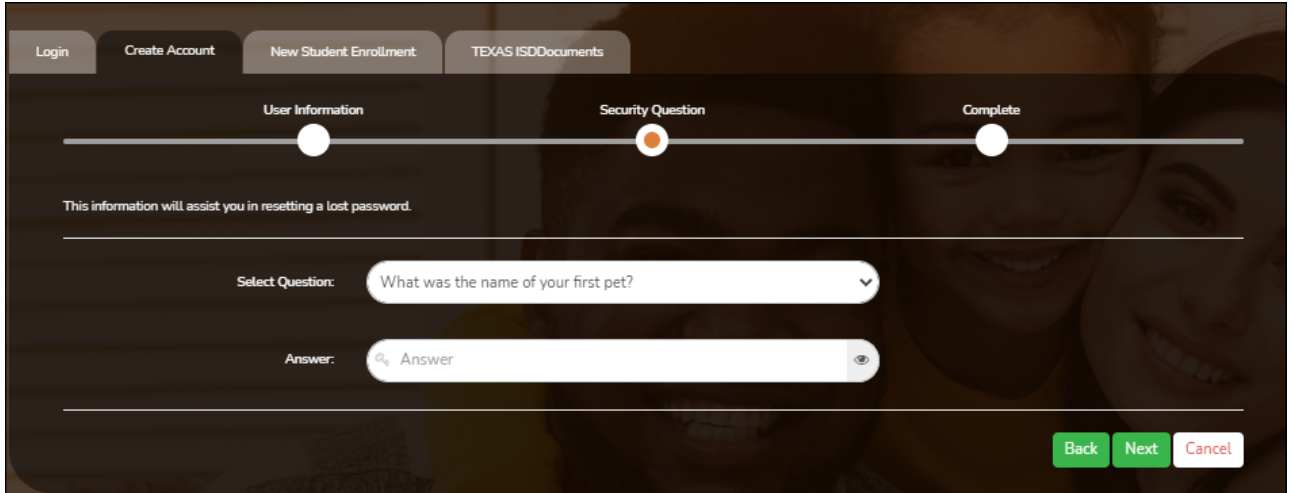 Login Create Account New Student Enrollment TEXAS ISDDocuments
User Information Security Question Complete
This information will assist you in resetting a lost password.
Select Question: What was the name of your first pet?
Answer: Answer
Back Next Cancel